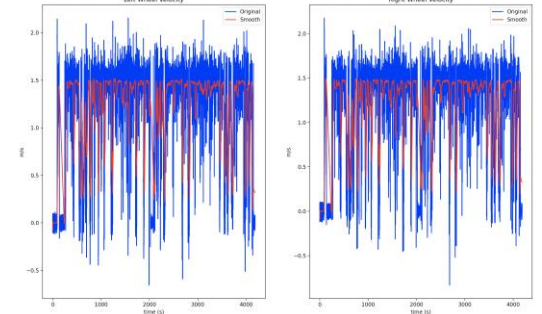 Left Wheel Velocity
Original
Smooth
2.0
1.5
1.0
0.5
0.0
−0.5
m/s
0
1000
2000
3000
4000
time (s)
Right Wheel Velocity
Original
Smooth
2.0
1.5
1.0
0.5
0.0
−0.5
m/s
0
1000
2000
3000
4000
time (s)